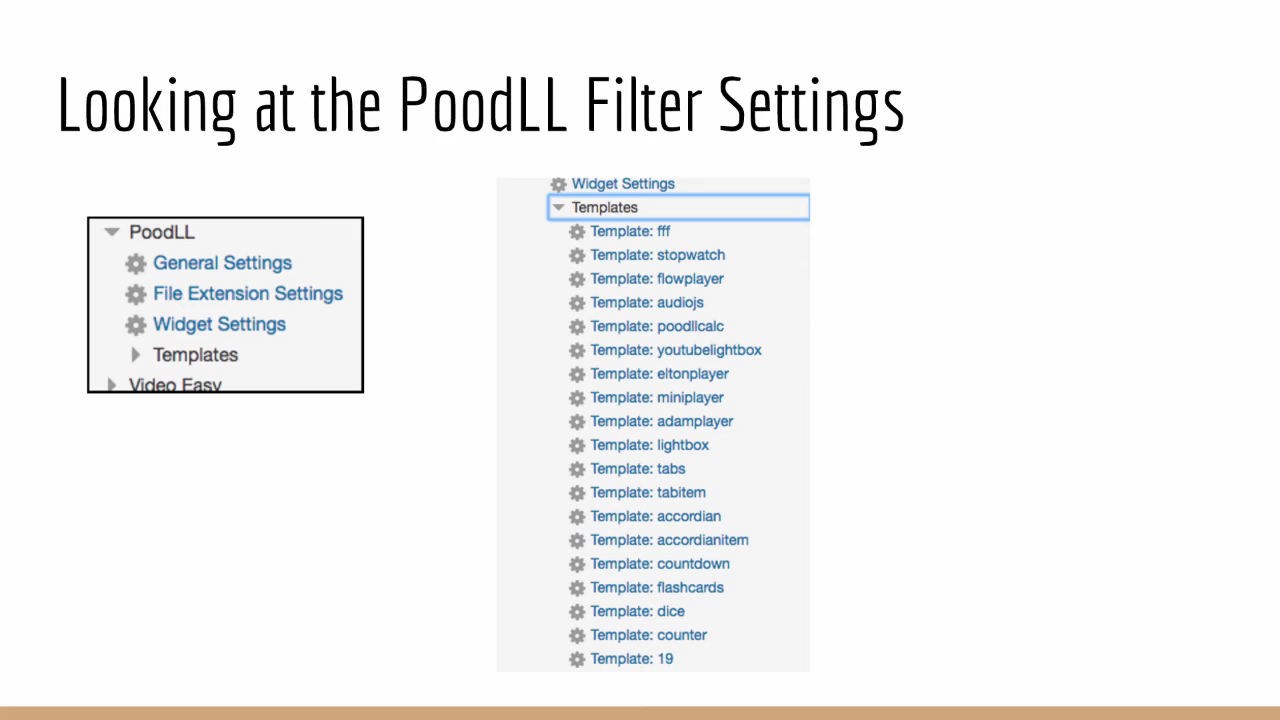 Looking at the PoodLL Filter Settings
PoodLL
General Settings
File Extension Settings
Widget Settings
Templates
Video Easy
Widget Settings
Templates
Template: fff
Template: stopwatch
Template: flowplayer
Template: audiojs
Template: poodllcalc
Template: youtubelightbox
Template: eltonplayer
Template: miniplayer
Template: adamplayer
Template: lightbox
Template: tabs
Template: tabitem
Template: accordian
Template: accordianitem
Template: countdown
Template: flashcards
Template: dice
Template: counter
Template: 19